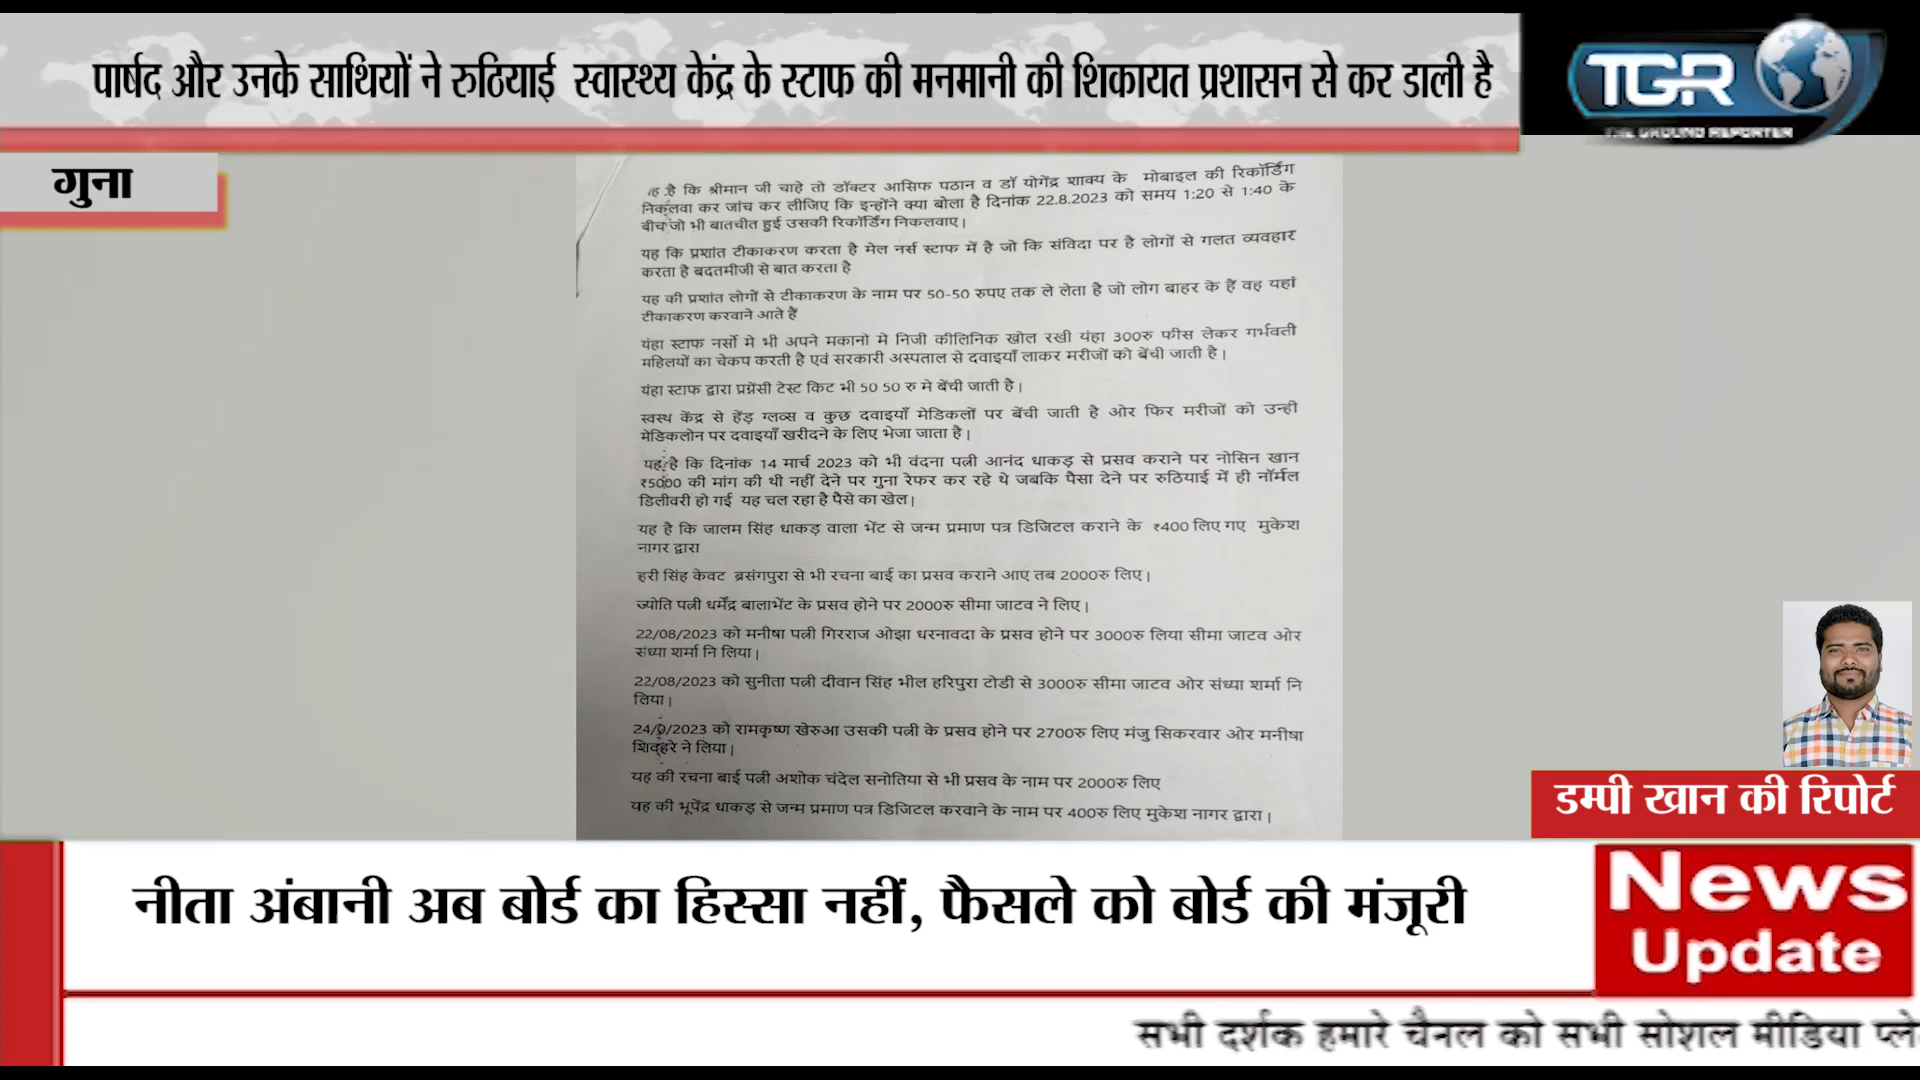 पार्षद और उनके साथियों ने रुठियाई स्वास्थ्य केंद्र के स्टाफ की मनमानी की शिकायत प्रशासन से कर डाली है
TGR
THE GROUND REPORTER
गुना
है कि श्रीमान जी चाहे तो डॉक्टर आसिफ पठान व डॉ योगेंद्र शाक्य के मोबाइल की रिकॉर्डिंग
निकलवा कर जांच कर लीजिए कि इन्होंने क्या बोला है दिनांक 22.8.2023 को समय 1:20 से 1:40 के
बीच जो भी बातचीत हुई उसकी रिकॉर्डिंग निकलवाए |
यह कि प्रशांत टीकाकरण करता है मेल नर्स स्टाफ में है जो कि संविदा पर है लोगों से गलत व्यवहार
करता है बदतमीजी से बात करता है
यह की प्रशांत लोगों से टीकाकरण के नाम पर 50-50 रुपए तक ले लेता है जो लोग बाहर के हैं वह यहां
टीकाकरण करवाने आते हैं
यंहा स्टाफ नर्सो मे भी अपने मकानो मे निजी कीलिनिक खोल रखी यंहा 300रु फीस लेकर गर्भवती
महिलयों का चेकप करती है एवं सरकारी अस्पताल से दवाइयाँ लाकर मरीजों को बेंची जाती है |
यंहा स्टाफ द्वारा प्रग्नेंसी टेस्ट किट भी 50 50 रु मे बेंची जाती है |
स्वस्थ केंद्र से हेंड़ ग्लव्स व कुछ दवाइयाँ मेडिकलों पर बेंची जाती है ओर फिर मरीजों को उन्ही
मेडिकलोन पर दवाइयाँ खरीदने के लिए भेजा जाता है |
यह है कि दिनांक 14 मार्च 2023 को भी वंदना पत्नी आनंद धाकड़ से प्रसव कराने पर नोसिन खान
₹5000 की मांग की थी नहीं देने पर गुना रेफर कर रहे थे जबकि पैसा देने पर रुठियाई में ही नॉर्मल
डिलीवरी हो गई यह चल रहा है पैसे का खेल |
यह है कि जालम सिंह धाकड़ वाला भेंट से जन्म प्रमाण पत्र डिजिटल कराने के ₹400 लिए गए मुकेश
नागर द्वारा
हरी सिंह केवट ब्रसंगपुरा से भी रचना बाई का प्रसव कराने आए तब 2000रु लिए |
ज्योति पत्नी धर्मेंद्र बालाभेंट के प्रसव होने पर 2000रु सीमा जाटव ने लिए |
22/08/2023 को मनीषा पत्नी गिरराज ओझा धरनावदा के प्रसव होने पर 3000रु लिया सीमा जाटव ओर
संध्या शर्मा नि लिया |
22/08/2023 को सुनीता पत्नी दीवान सिंह भील हरिपुरा टोडी से 3000रु सीमा जाटव ओर संध्या शर्मा नि
लिया |
को रामकृष्ण खेरुआ उसकी पत्नी के प्रसव होने पर 2700रु लिए मंजु सिकरवार ओर मनीषा
शिवहरे ने लिया |
यह की रचना बाई पत्नी अशोक चंदेल सनोतिया से भी प्रसव के नाम पर 2000रु लिए
यह की भूपेंद्र धाकड़ से जन्म प्रमाण पत्र डिजिटल करवाने के नाम पर 400रु लिए मुकेश नागर द्वारा |
डम्पी खान की रिपोर्ट
नीता अंबानी अब बोर्ड का हिस्सा नहीं, फैसले को बोर्ड की मंजूरी
News
Update
सभी दर्शक हमारे चैनल को सभी सोशल मीडिया प्ले